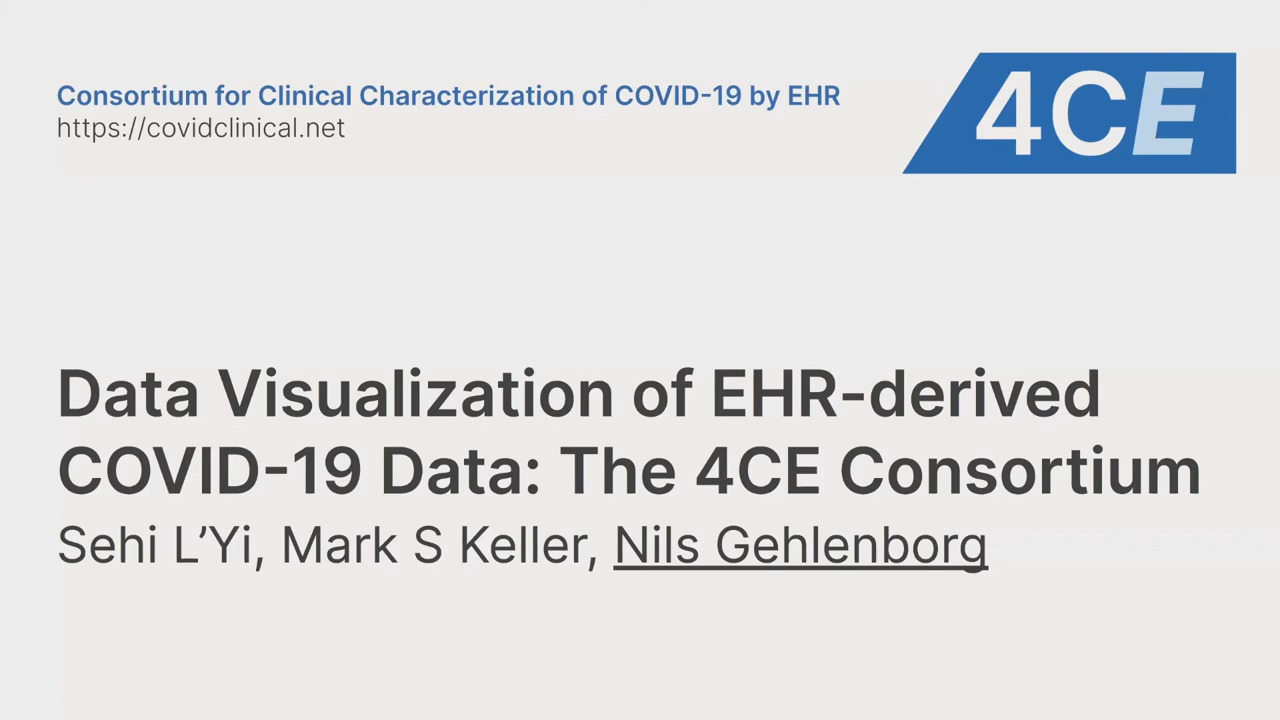 Consortium for Clinical Characterization of COVID-19 by EHR
https://covidclinical.net
4CE
Data Visualization of EHR-derived
COVID-19 Data: The 4CE Consortium
Sehi L’Yi, Mark S Keller, Nils Gehlenborg